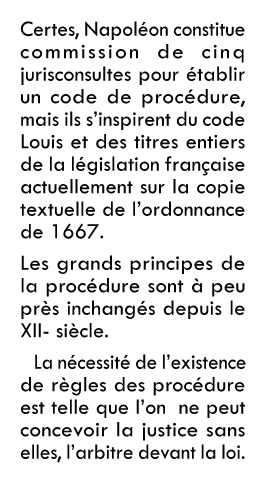 Certes, Napoléon constitue
commission de cinq
jurisconsultes pour établir
un code de procédure,
mais ils s'inspirent du code
Louis et des titres entiers
de la législation française
actuellement sur la copie
textuelle de l'ordonnance
de 1667.
Les grands principes de
la procédure sont à peu
près inchangés depuis le
XII- siècle.
La nécessité de l'existence
de règles des procédure
est telle que l'on ne peut
concevoir la justice sans
elles, l'arbitre devant la loi.